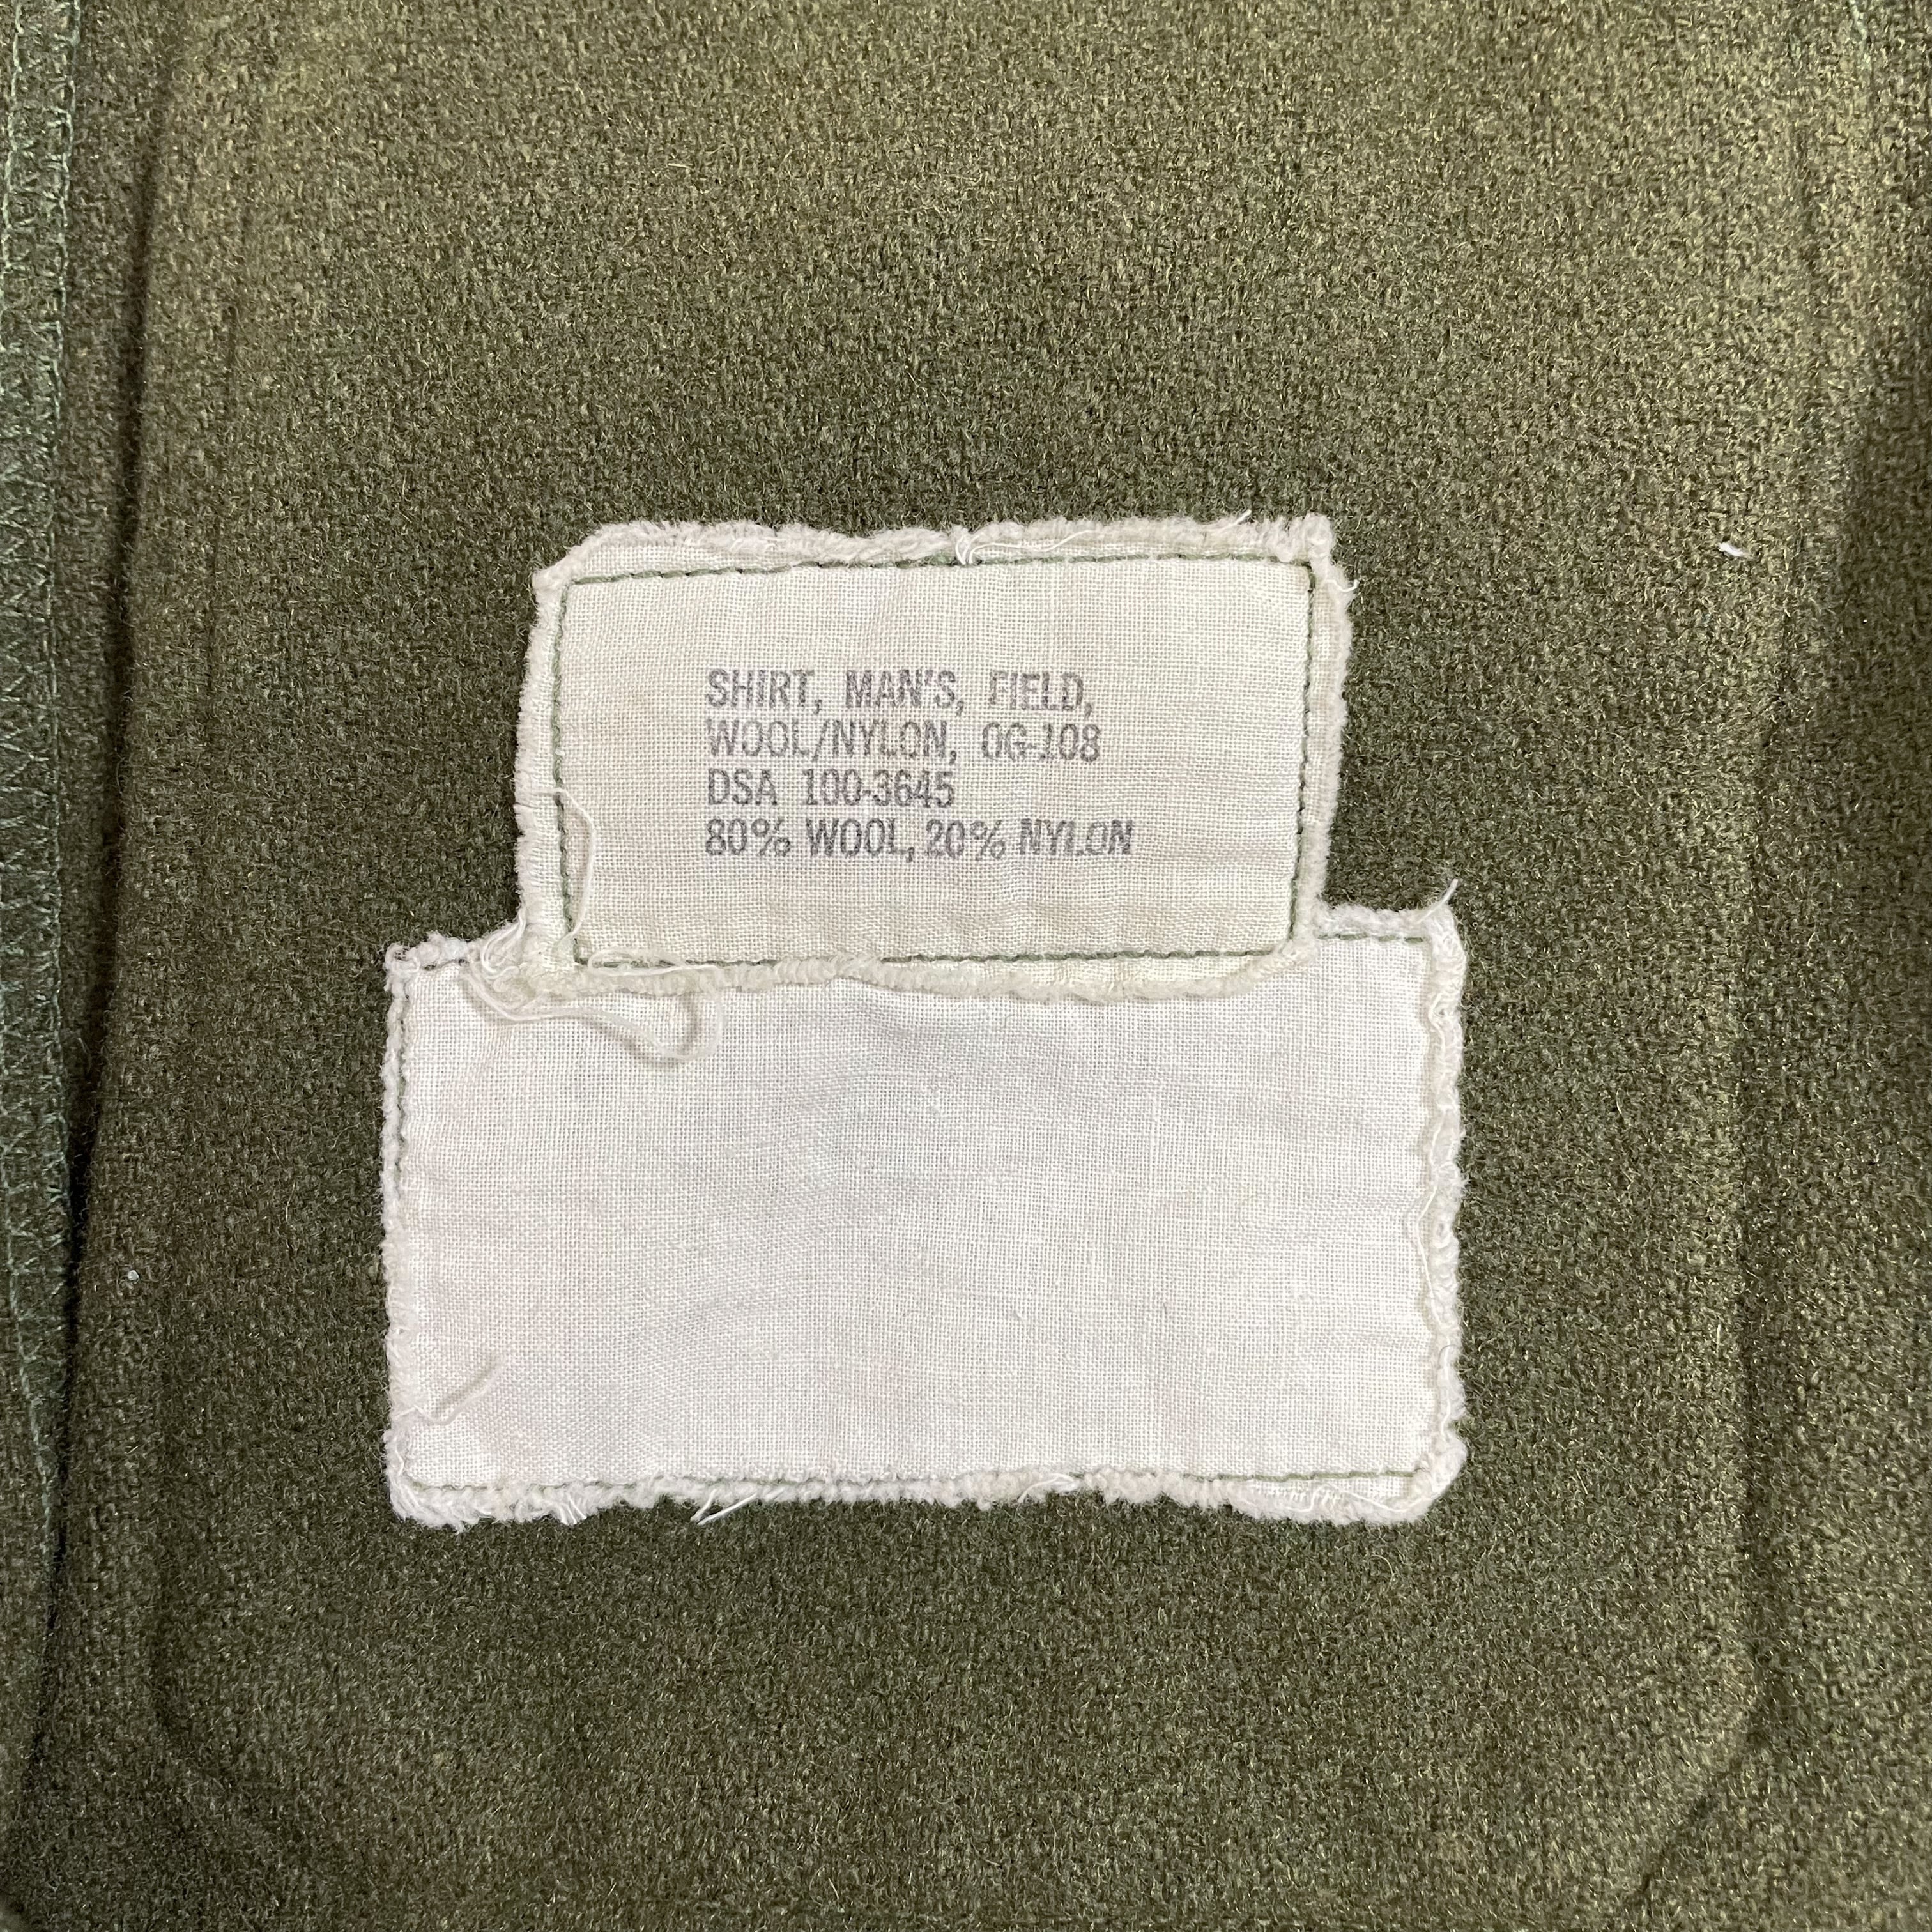 SHIRT, MAN'S, FIELD,
WOOL/NYLON, OG-108
DSA 100-3645
80% WOOL, 20% NYLON